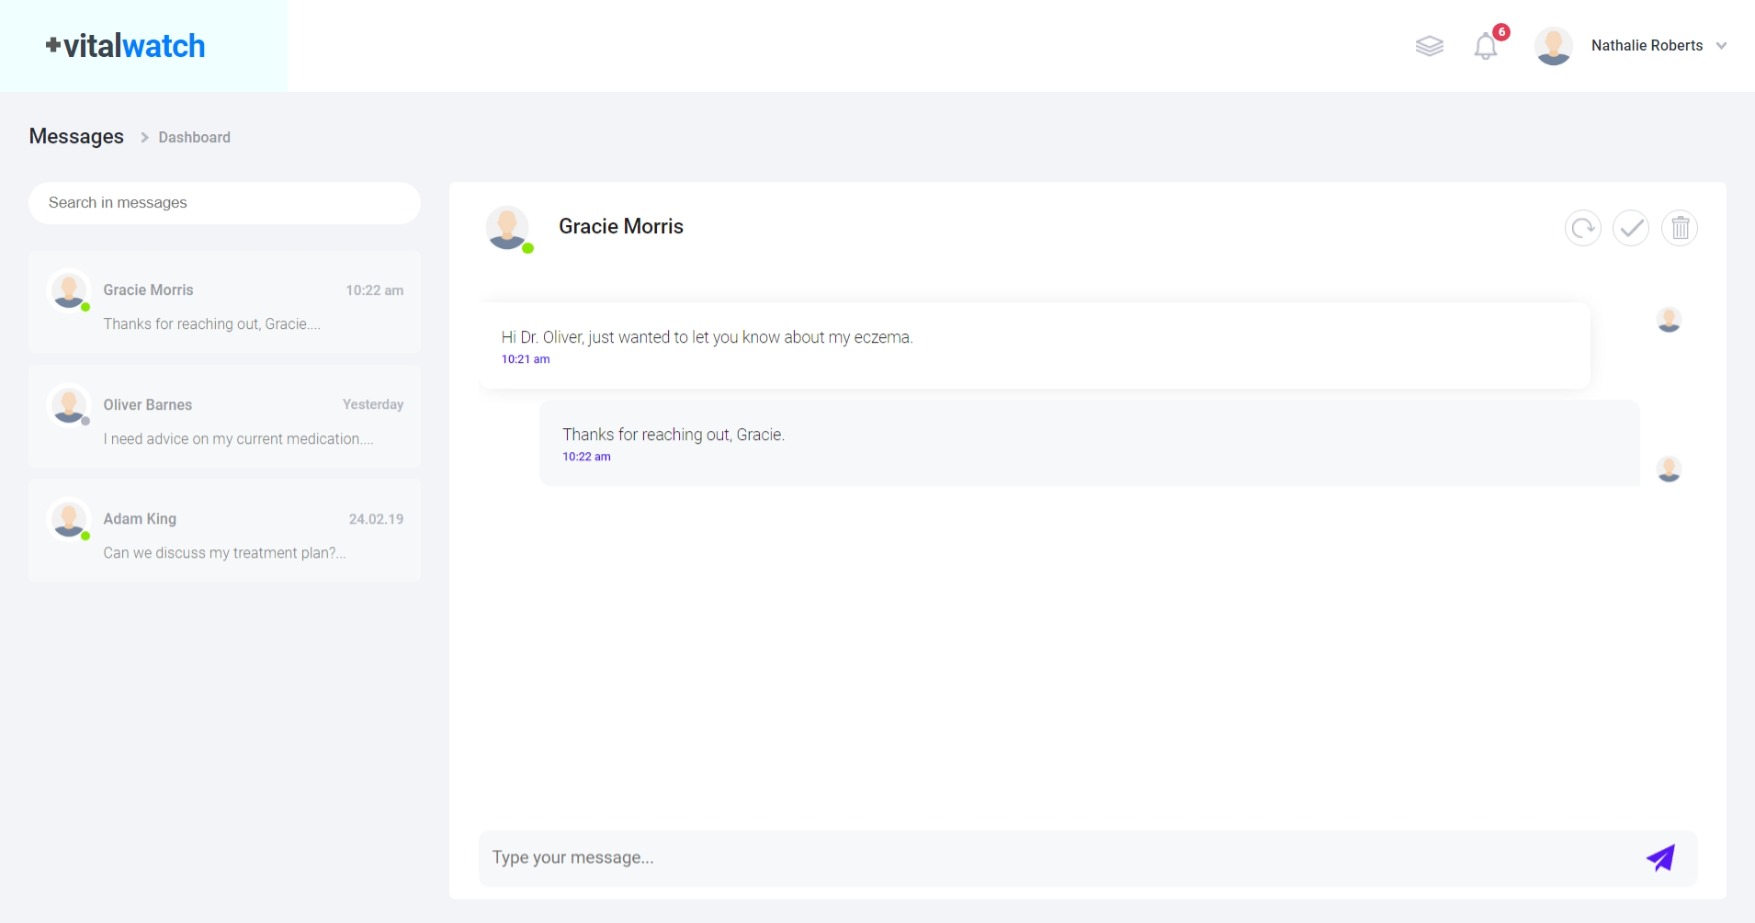 +vitalwatch
6
Nathalie Roberts
Messages > Dashboard
Search in messages
Gracie Morris 10:22 am
Thanks for reaching out, Gracie....
Oliver Barnes Yesterday
I need advice on my current medication....
Adam King 24.02.19
Can we discuss my treatment plan?...
Gracie Morris
Hi Dr. Oliver, just wanted to let you know about my eczema.
10:21 am
Thanks for reaching out, Gracie.
10:22 am
Type your message...